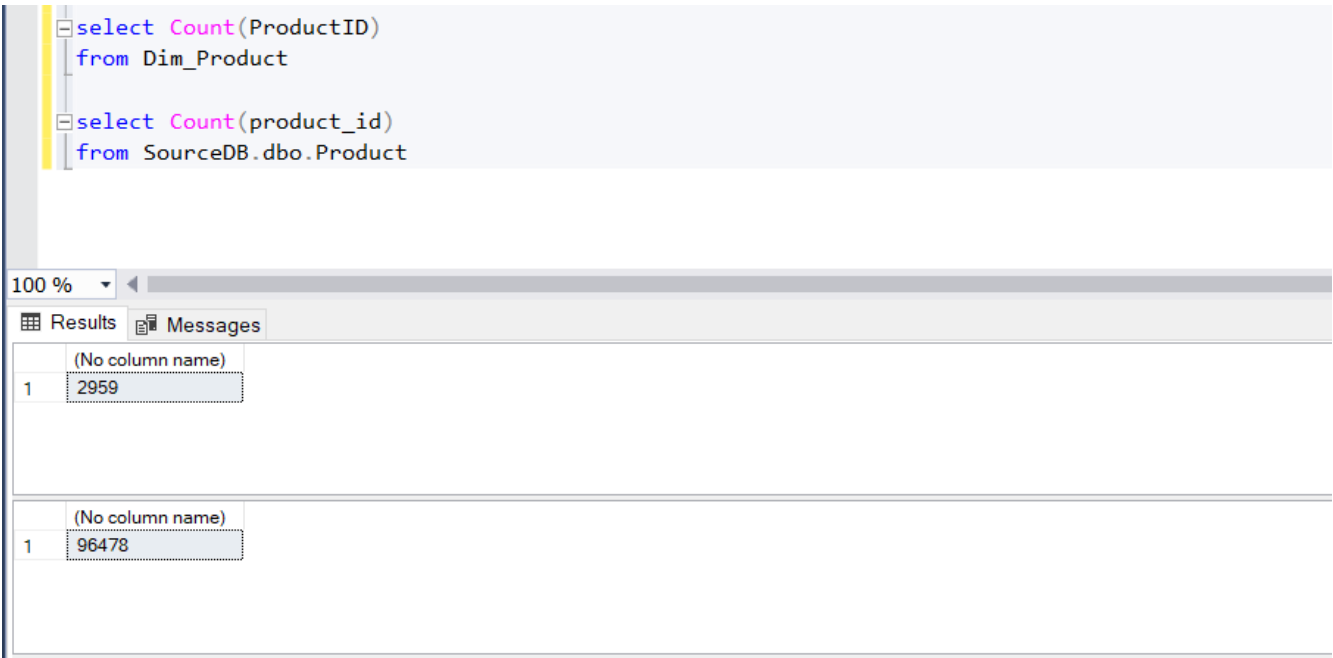 select Count(ProductID)
from Dim_Product
select Count(product_id)
from SourceDB.dbo.Product
100 %
Results Messages
(No column name)
1 2959
(No column name)
1 96478